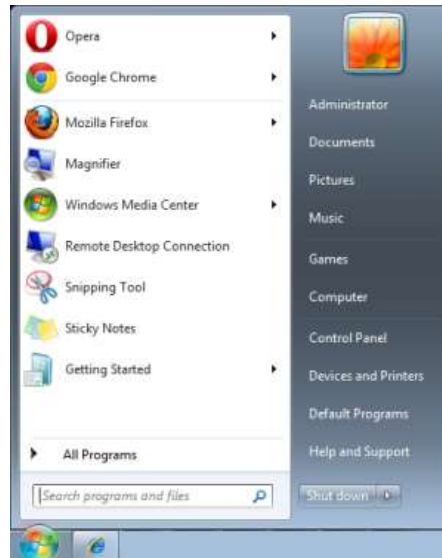 Opera
Google Chrome
Mozilla Firefox
Magnifier
Windows Media Center
Remote Desktop Connection
Snipping Tool
Sticky Notes
Getting Started
All Programs
Search programs and files
Administrator
Documents
Pictures
Music
Games
Computer
Control Panel
Devices and Printers
Default Programs
Help and Support
Shut down